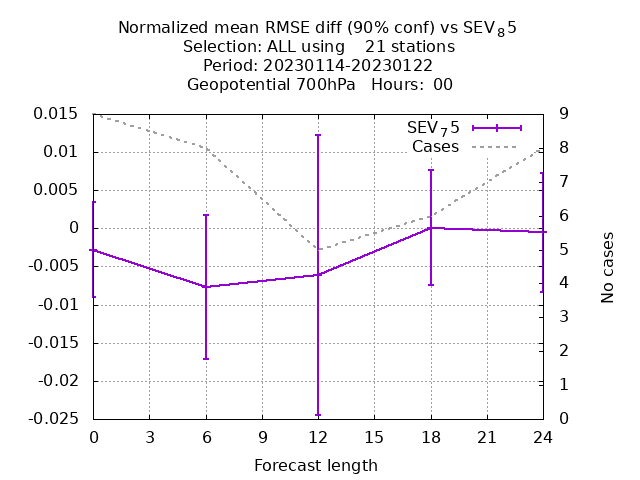 Normalized mean RMSE diff (90% conf) vs SEV₈5
Selection: ALL using    21 stations
Period: 20230114-20230122
Geopotential 700hPa   Hours:  00
SEV₇5
Cases
0.015
0.01
0.005
0
-0.005
-0.01
-0.015
-0.02
-0.025
9
8
7
6
5
4
3
2
1
0
No cases
0 3 6 9 12 15 18 21 24
Forecast length